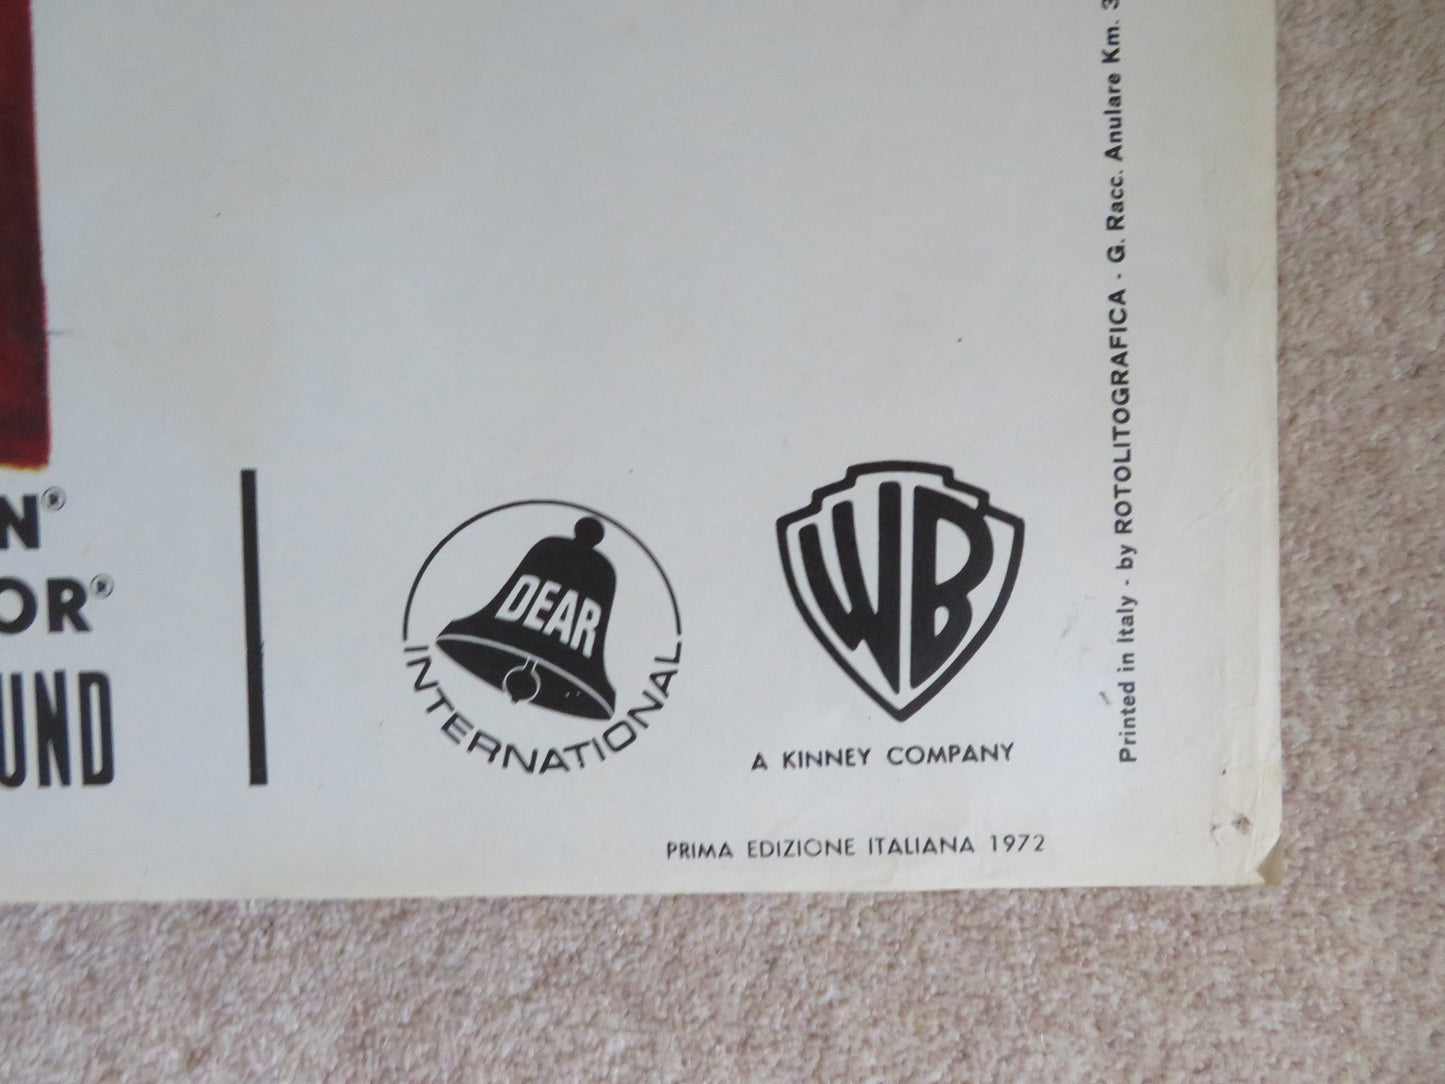 N®
OR®
UND
DEAR
INTERNATIONAL
WB
A KINNEY COMPANY
PRIMA EDIZIONE ITALIANA 1972
Printed in Italy - by ROTOLITOGRAFICA - G. Racc. Anulare Km. 3